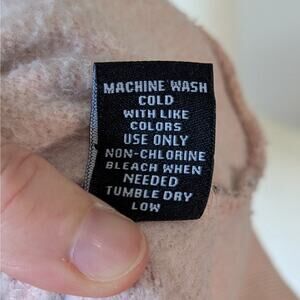 MACHINE WASH
COLD
WITH LIKE
COLORS
USE ONLY
NON-CHLORINE
BLEACH WHEN
NEEDED
TUMBLE DRY
LOW